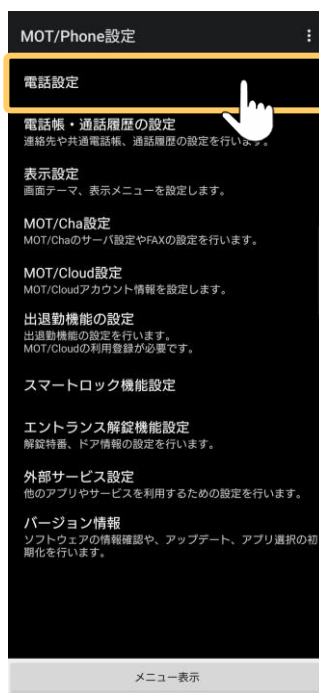 MOT/Phone設定
電話設定
電話帳・通話履歴の設定
連絡先や共通電話帳、通話履歴の設定を行います。
表示設定
画面テーマ、表示メニューを設定します。
MOT/Cha設定
MOT/Chaのサーバ設定やFAXの設定を行います。
MOT/Cloud設定
MOT/Cloudアカウント情報を設定します。
出退勤機能の設定
出退勤機能の設定を行います。
MOT/Cloudの利用登録が必要です。
スマートロック機能設定
エントランス解錠機能設定
解錠特番、ドア情報の設定を行います。
外部サービス設定
他のアプリやサービスを利用するための設定を行います。
バージョン情報
ソフトウェアの情報確認や、アップデート、アプリ選択の初
期化を行います。
メニュー表示